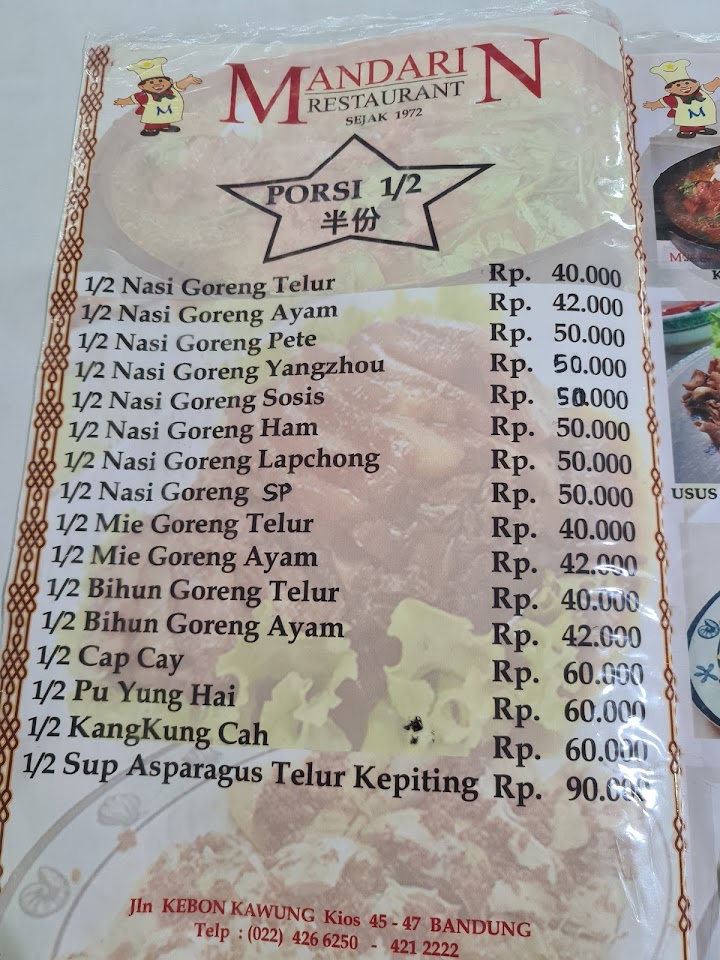 MANDARIN
RESTAURANT
SEJAK 1972
PORSI 1/2
半份
1/2 Nasi Goreng Telur Rp. 40.000
1/2 Nasi Goreng Ayam Rp. 42.000
1/2 Nasi Goreng Pete Rp. 50.000
1/2 Nasi Goreng Yangzhou Rp. 50.000
1/2 Nasi Goreng Sosis Rp. 50.000
1/2 Nasi Goreng Ham Rp. 50.000
1/2 Nasi Goreng Lapchong Rp. 50.000
1/2 Nasi Goreng SP Rp. 50.000
1/2 Mie Goreng Telur Rp. 40.000
1/2 Mie Goreng Ayam Rp. 42.000
1/2 Bihun Goreng Telur Rp. 40.000
1/2 Bihun Goreng Ayam Rp. 42.000
1/2 Cap Cay Rp. 60.000
1/2 Pu Yung Hai Rp. 60.000
1/2 KangKung Cah Rp. 60.000
1/2 Sup Asparagus Telur Kepiting Rp. 90.000
Jln KEBON KAWUNG Kios 45 - 47 BANDUNG
Telp : (022) 426 6250 - 421 2222
M
M
USUS